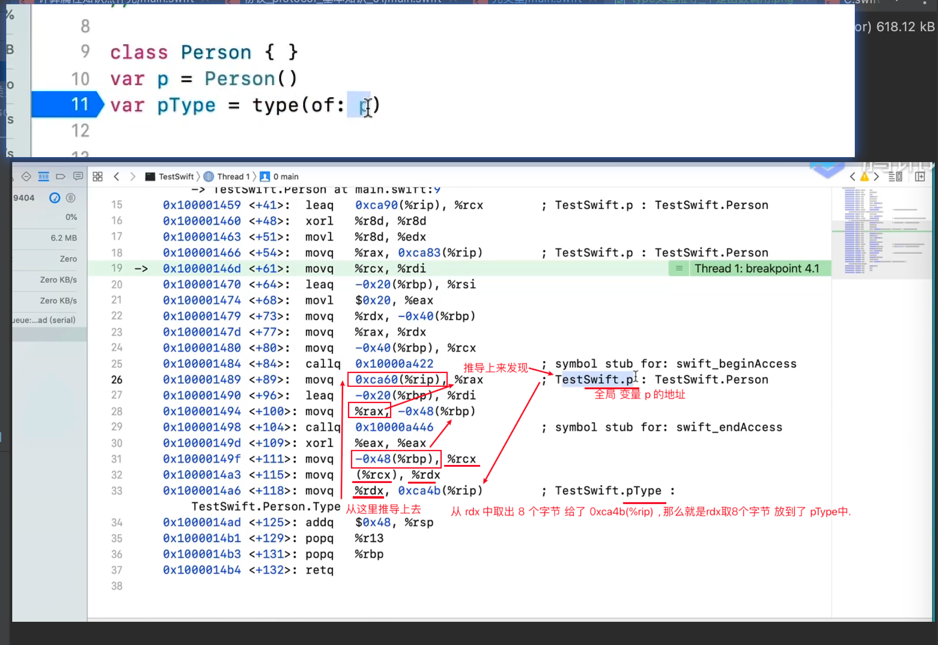 or) 618.12 kB
8
9 class Person { }
10 var p = Person()
11 var pType = type(of: p)
12
TestSwift 〉 Thread 1 〉 0 main
9404
0%
6.2 MB
Zero
Zero KB/s
Zero KB/s
ueue:...ad (serial)
-> TestSwift.Person at main.swift:9
15 0x100001459 <+41>: leaq 0xca90(%rip), %rcx ; TestSwift.p : TestSwift.Person
16 0x100001460 <+48>: xorl %r8d, %r8d
17 0x100001463 <+51>: movl %r8d, %edx
18 0x100001466 <+54>: movq %rax, 0xca83(%rip) ; TestSwift.p : TestSwift.Person
19 -> 0x10000146d <+61>: movq %rcx, %rdi Thread 1: breakpoint 4.1
20 0x100001470 <+64>: leaq -0x20(%rbp), %rsi
21 0x100001474 <+68>: movl $0x20, %eax
22 0x100001479 <+73>: movq %rdi, -0x40(%rbp)
23 0x10000147d <+77>: movq %rax, %rdx
24 0x100001480 <+80>: movq -0x40(%rbp), %rcx
25 0x100001484 <+84>: callq 0x10000a422 ; symbol stub for: swift_beginAccess
推导上来发现
26 0x100001489 <+89>: movq 0xca60(%rip), %rax ; TestSwift.p : TestSwift.Person
27 0x100001490 <+96>: leaq -0x20(%rbp), %rdi
全局 变量 p 的地址
28 0x100001494 <+100>: movq %rax, -0x48(%rbp)
29 0x100001498 <+104>: callq 0x10000a446 ; symbol stub for: swift_endAccess
30 0x10000149d <+109>: xorl %eax, %eax
31 0x10000149f <+111>: movq -0x48(%rbp), %rcx
32 0x1000014a3 <+115>: movq (%rcx), %rdx
33 0x1000014a6 <+118>: movq %rdx, 0xca4b(%rip) ; TestSwift.pType :
TestSwift.Person.Type
从这里推导上去
从 rdx 中取出 8 个字节 给了 0xca4b(%rip) , 那么就是rdx取8个字节 放到了 pType中.
34 0x1000014ad <+125>: addq $0x48, %rsp
35 0x1000014b1 <+129>: popq %r13
36 0x1000014b3 <+131>: popq %rbp
37 0x1000014b4 <+132>: retq
38